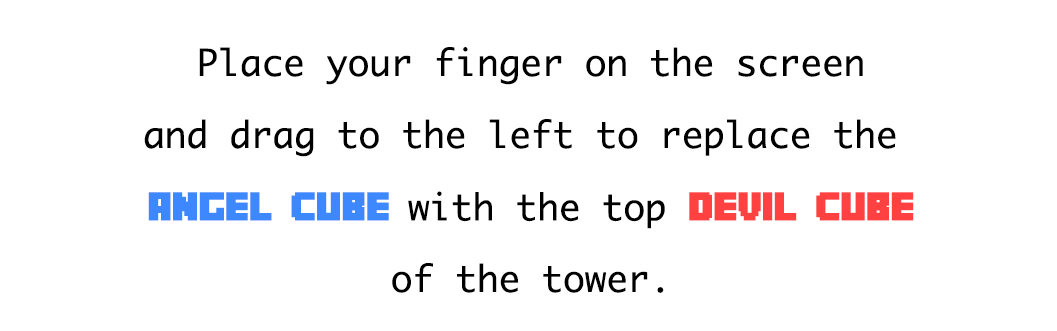 Place your finger on the screen
and drag to the left to replace the
ANGEL CUBE with the top DEVIL CUBE
of the tower.